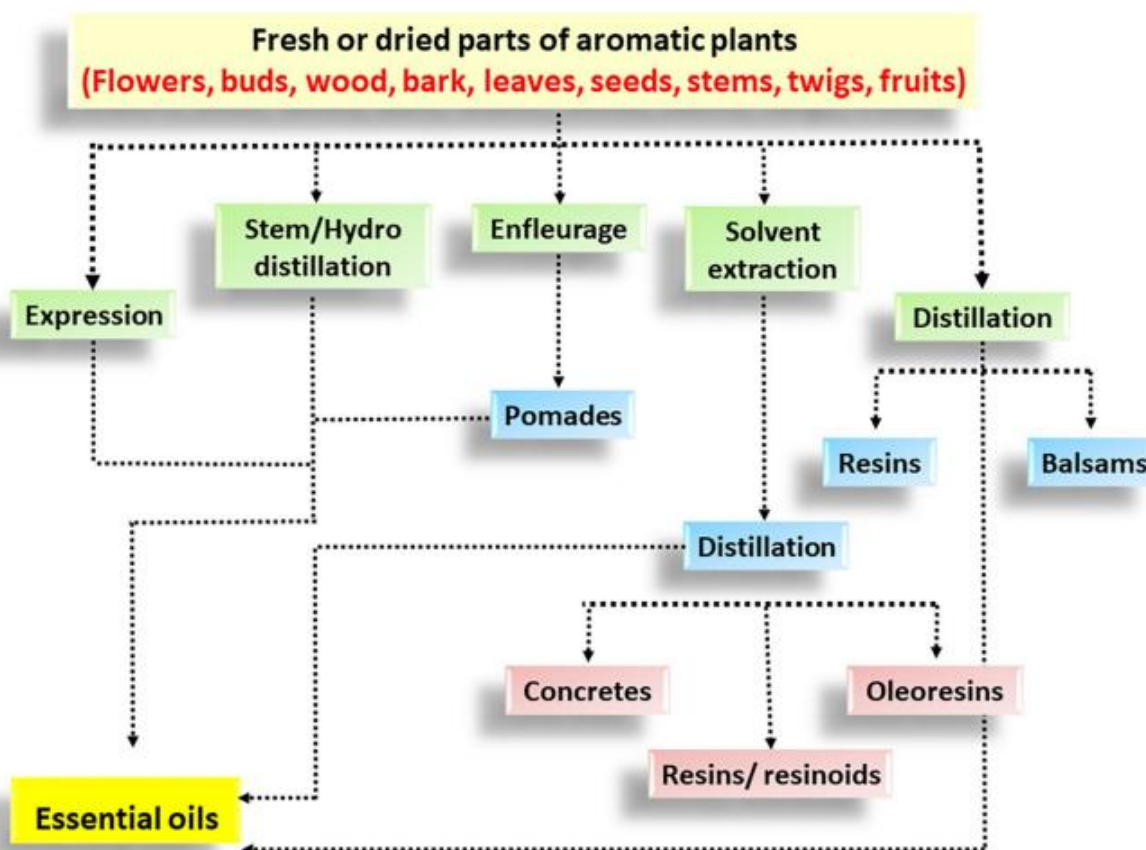 Fresh or dried parts of aromatic plants
(Flowers, buds, wood, bark, leaves, seeds, stems, twigs, fruits)
Stem/Hydro
distillation
Enfleurage
Solvent
extraction
Expression
Distillation
Pomades
Resins
Balsams
Distillation
Concretes
Oleoresins
Resins/ resinoids
Essential oils